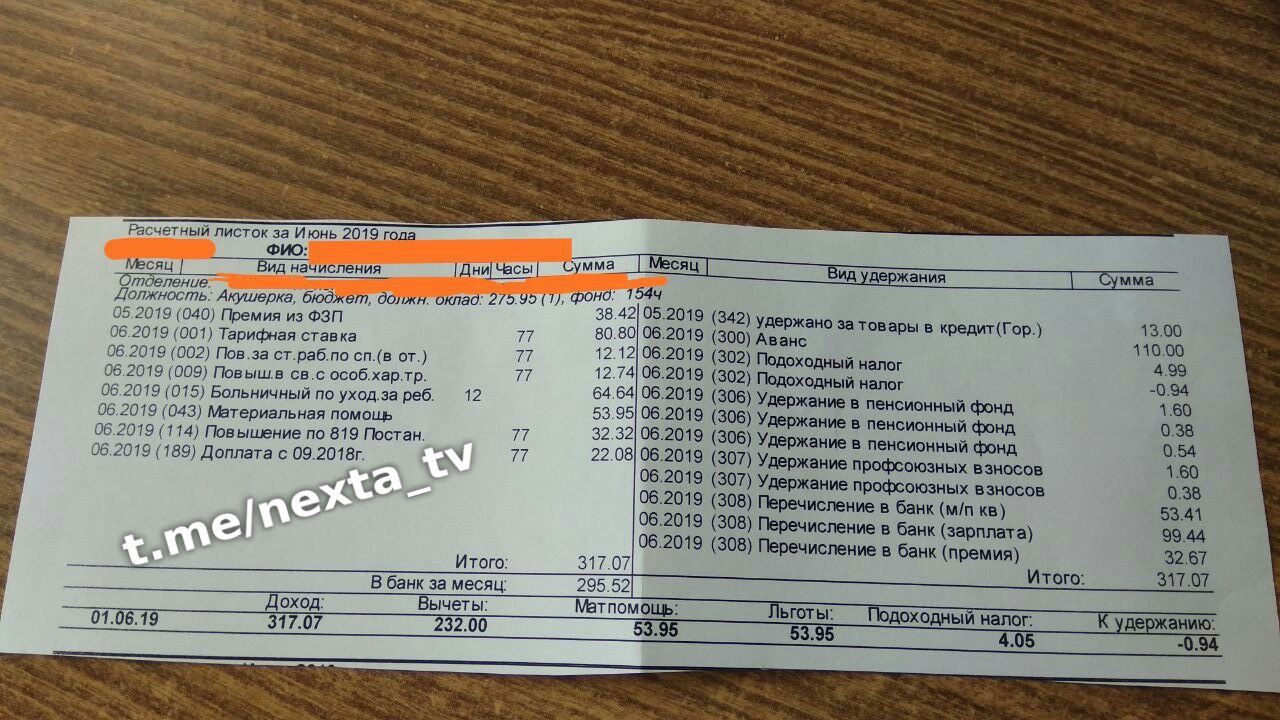 Расчетный листок за Июнь 2019 года
ФИО:
Месяц Вид начисления Дни Часы Сумма Месяц Вид удержания Сумма
Отделение:
Должность: Акушерка, бюджет, должн. оклад: 275.95 (1), фонд: 154ч
05.2019 (040) Премия из ФЗП 38.42 05.2019 (342) удержано за товары в кредит(Гор.) 13.00
06.2019 (001) Тарифная ставка 77 80.80 06.2019 (300) Аванс 110.00
06.2019 (002) Пов.за ст.раб.по сп.(в от.) 77 12.12 06.2019 (302) Подоходный налог 4.99
06.2019 (009) Повыш.в св.с особ.хар.тр. 77 12.74 06.2019 (302) Подоходный налог -0.94
06.2019 (015) Больничный по уход.за реб. 12 64.64 06.2019 (306) Удержание в пенсионный фонд 1.60
06.2019 (043) Материальная помощь 53.95 06.2019 (306) Удержание в пенсионный фонд 0.38
06.2019 (114) Повышение по 819 Постан. 77 32.32 06.2019 (306) Удержание в пенсионный фонд 0.54
06.2019 (189) Доплата с 09.2018г. 77 22.08 06.2019 (307) Удержание профсоюзных взносов 1.60
06.2019 (307) Удержание профсоюзных взносов 0.38
06.2019 (308) Перечисление в банк (м/п кв) 53.41
06.2019 (308) Перечисление в банк (зарплата) 99.44
06.2019 (308) Перечисление в банк (премия) 32.67
t.me/nexta_tv
Итого: 317.07 Итого: 317.07
В банк за месяц: 295.52
Доход: Вычеты: Матпомощь: Льготы: Подоходный налог: К удержанию:
01.06.19 317.07 232.00 53.95 53.95 4.05 -0.94